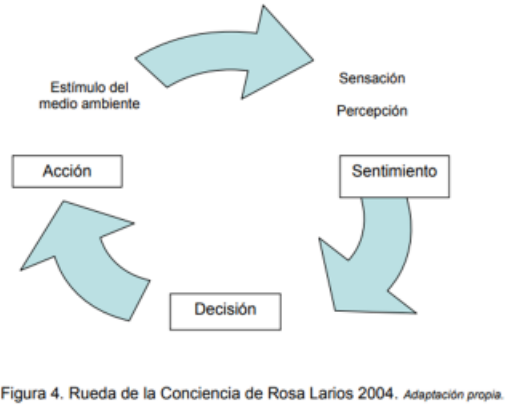 Estímulo del
medio ambiente
Sensación
Percepción
Acción
Sentimiento
Decisión
Figura 4. Rueda de la Conciencia de Rosa Larios 2004. Adaptación propia.